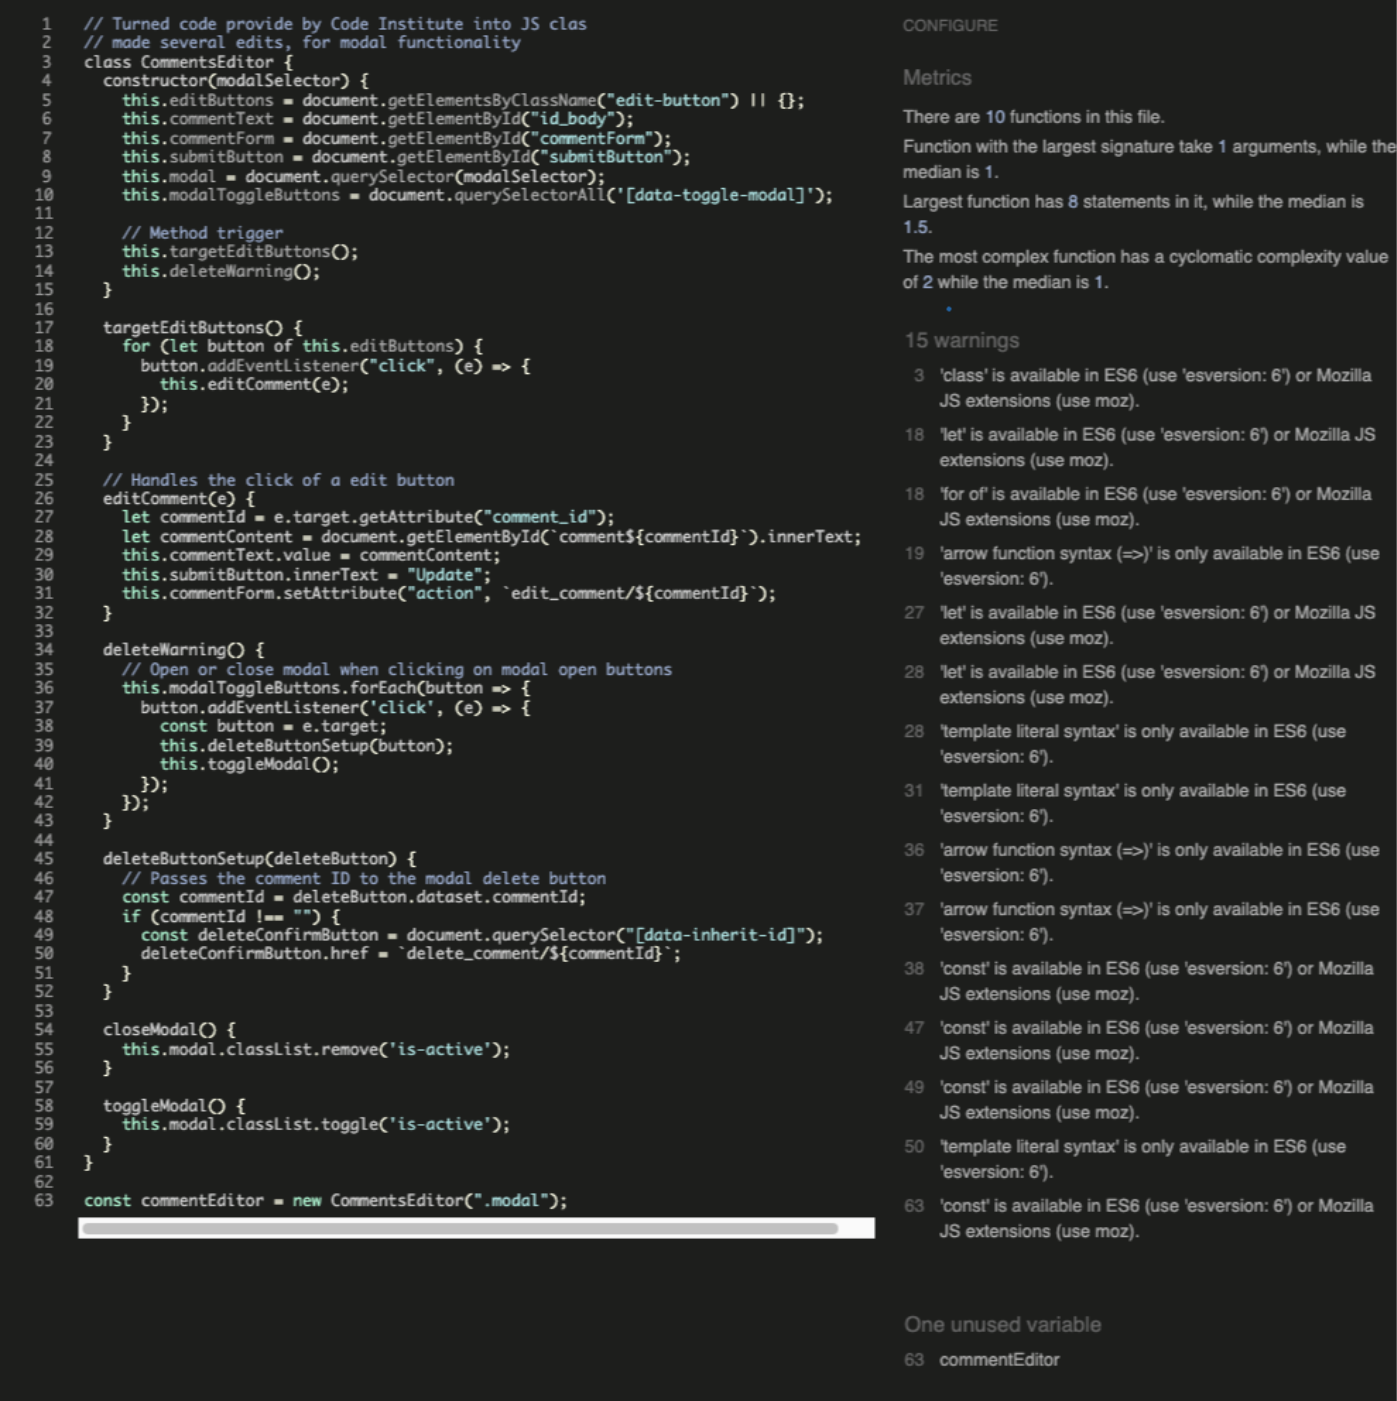 1 // Turned code provide by Code Institute into JS clas
2 // made several edits, for modal functionality
3 class CommentsEditor {
4 constructor(modalSelector) {
5 this.editButtons = document.getElementsByClassName("edit-button") || {};
6 this.commentText = document.getElementById("id_body");
7 this.commentForm = document.getElementById("commentForm");
8 this.submitButton = document.getElementById("submitButton");
9 this.modal = document.querySelector(modalSelector);
10 this.modalToggleButtons = document.querySelectorAll('[data-toggle-modal]');
11
12 // Method trigger
13 this.targetEditButtons();
14 this.deleteWarning();
15 }
16
17 targetEditButtons() {
18 for (let button of this.editButtons) {
19 button.addEventListener("click", (e) => {
20 this.editComment(e);
21 });
22 }
23 }
24
25 // Handles the click of a edit button
26 editComment(e) {
27 let commentId = e.target.getAttribute("comment_id");
28 let commentContent = document.getElementById(`comment${commentId}`).innerText;
29 this.commentText.value = commentContent;
30 this.submitButton.innerText = "Update";
31 this.commentForm.setAttribute("action", `edit_comment/${commentId}`);
32 }
33
34 deleteWarning() {
35 // Open or close modal when clicking on modal open buttons
36 this.modalToggleButtons.forEach(button => {
37 button.addEventListener('click', (e) => {
38 const button = e.target;
39 this.deleteButtonSetup(button);
40 this.toggleModal();
41 });
42 });
43 }
44
45 deleteButtonSetup(deleteButton) {
46 // Passes the comment ID to the modal delete button
47 const commentId = deleteButton.dataset.commentId;
48 if (commentId !== "") {
49 const deleteConfirmButton = document.querySelector("[data-inherit-id]");
50 deleteConfirmButton.href = `delete_comment/${commentId}`;
51 }
52 }
53
54 closeModal() {
55 this.modal.classList.remove('is-active');
56 }
57
58 toggleModal() {
59 this.modal.classList.toggle('is-active');
60 }
61 }
62
63 const commentEditor = new CommentsEditor(".modal");
CONFIGURE
Metrics
There are 10 functions in this file.
Function with the largest signature take 1 arguments, while the
median is 1.
Largest function has 8 statements in it, while the median is
1.5.
The most complex function has a cyclomatic complexity value
of 2 while the median is 1.
15 warnings
3 'class' is available in ES6 (use 'esversion: 6') or Mozilla
JS extensions (use moz).
18 'let' is available in ES6 (use 'esversion: 6') or Mozilla JS
extensions (use moz).
18 'for of' is available in ES6 (use 'esversion: 6') or Mozilla
JS extensions (use moz).
19 'arrow function syntax (=>)' is only available in ES6 (use
'esversion: 6').
27 'let' is available in ES6 (use 'esversion: 6') or Mozilla JS
extensions (use moz).
28 'let' is available in ES6 (use 'esversion: 6') or Mozilla JS
extensions (use moz).
28 'template literal syntax' is only available in ES6 (use
'esversion: 6').
31 'template literal syntax' is only available in ES6 (use
'esversion: 6').
36 'arrow function syntax (=>)' is only available in ES6 (use
'esversion: 6').
37 'arrow function syntax (=>)' is only available in ES6 (use
'esversion: 6').
38 'const' is available in ES6 (use 'esversion: 6') or Mozilla
JS extensions (use moz).
47 'const' is available in ES6 (use 'esversion: 6') or Mozilla
JS extensions (use moz).
49 'const' is available in ES6 (use 'esversion: 6') or Mozilla
JS extensions (use moz).
50 'template literal syntax' is only available in ES6 (use
'esversion: 6').
63 'const' is available in ES6 (use 'esversion: 6') or Mozilla
JS extensions (use moz).
One unused variable
63 commentEditor